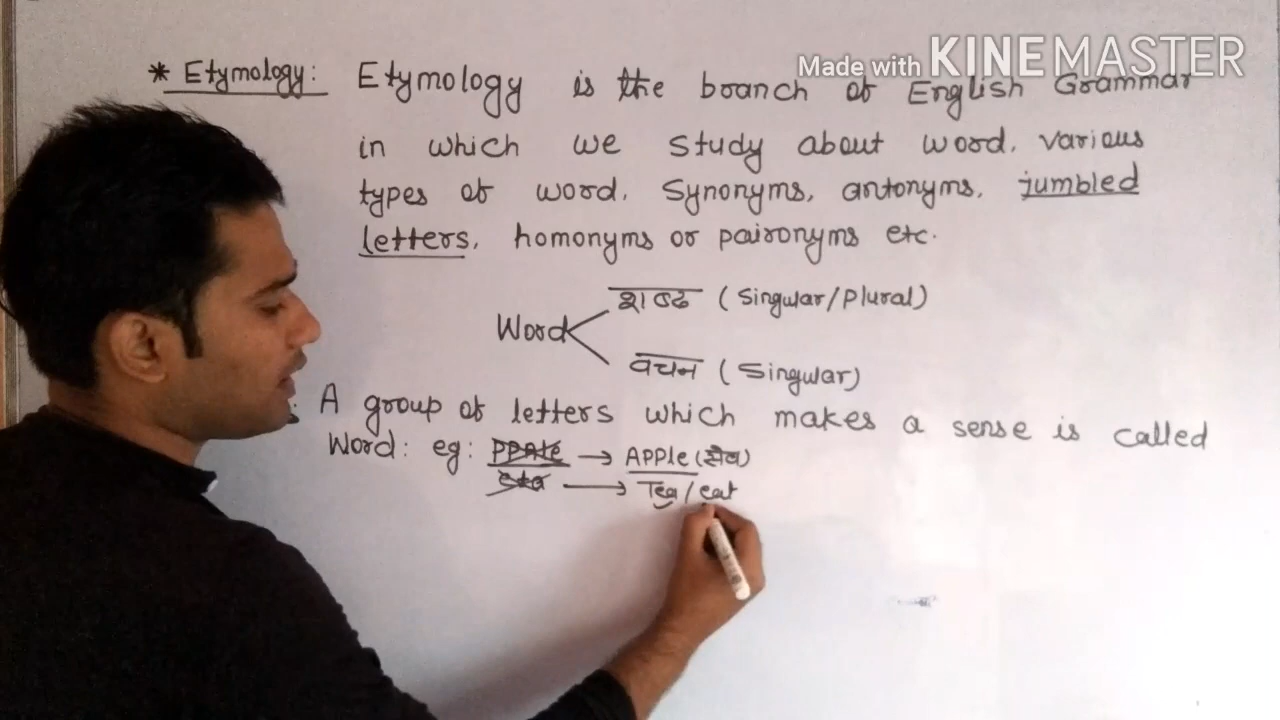 Made with KINEMASTER
* Etymology: Etymology is the branch of English Grammar
in which we study about word, various
types of word, Synonyms, antonyms, jumbled
letters, homonyms or paironyms etc.
शब्द (Singular/Plural)
Word
वचन (Singular)
: A group of letters which makes a sense is called
Word: eg: PPALE → APPle (सेव)
eta → Tea/eat